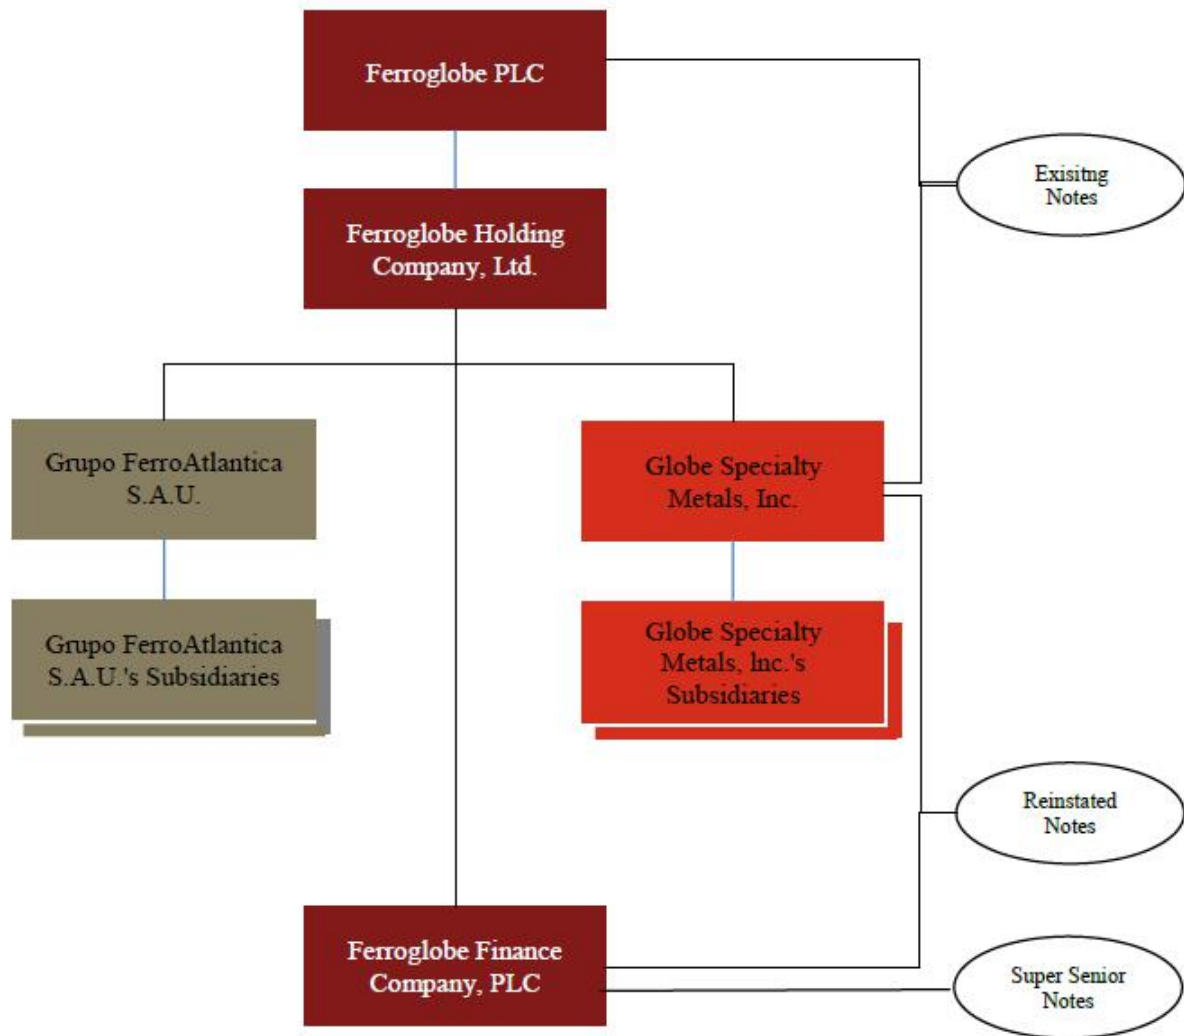 Ferroglobe PLC
Exisitng
Notes
Ferroglobe Holding
Company, Ltd.
Grupo FerroAtlantica
S.A.U.
Globe Specialty
Metals, Inc.
Grupo FerroAtlantica
S.A.U.'s Subsidiaries
Globe Specialty
Metals, lnc.'s
Subsidiaries
Reinstated
Notes
Ferroglobe Finance
Company, PLC
Super Senior
Notes